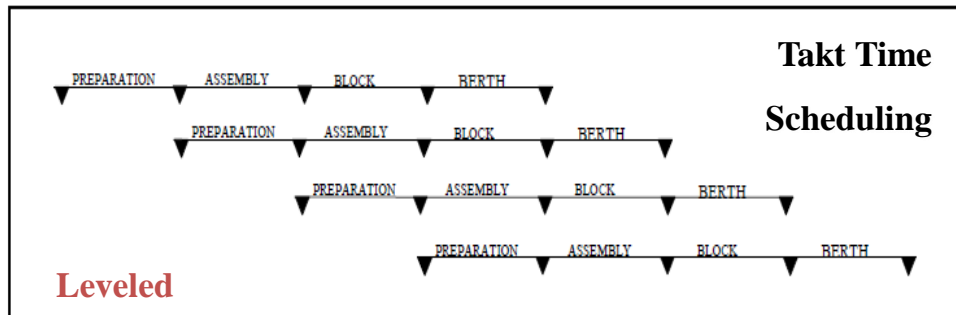 Takt Time
Scheduling
PREPARATION ASSEMBLY BLOCK BERTH
PREPARATION ASSEMBLY BLOCK BERTH
PREPARATION ASSEMBLY BLOCK BERTH
PREPARATION ASSEMBLY BLOCK BERTH
Leveled